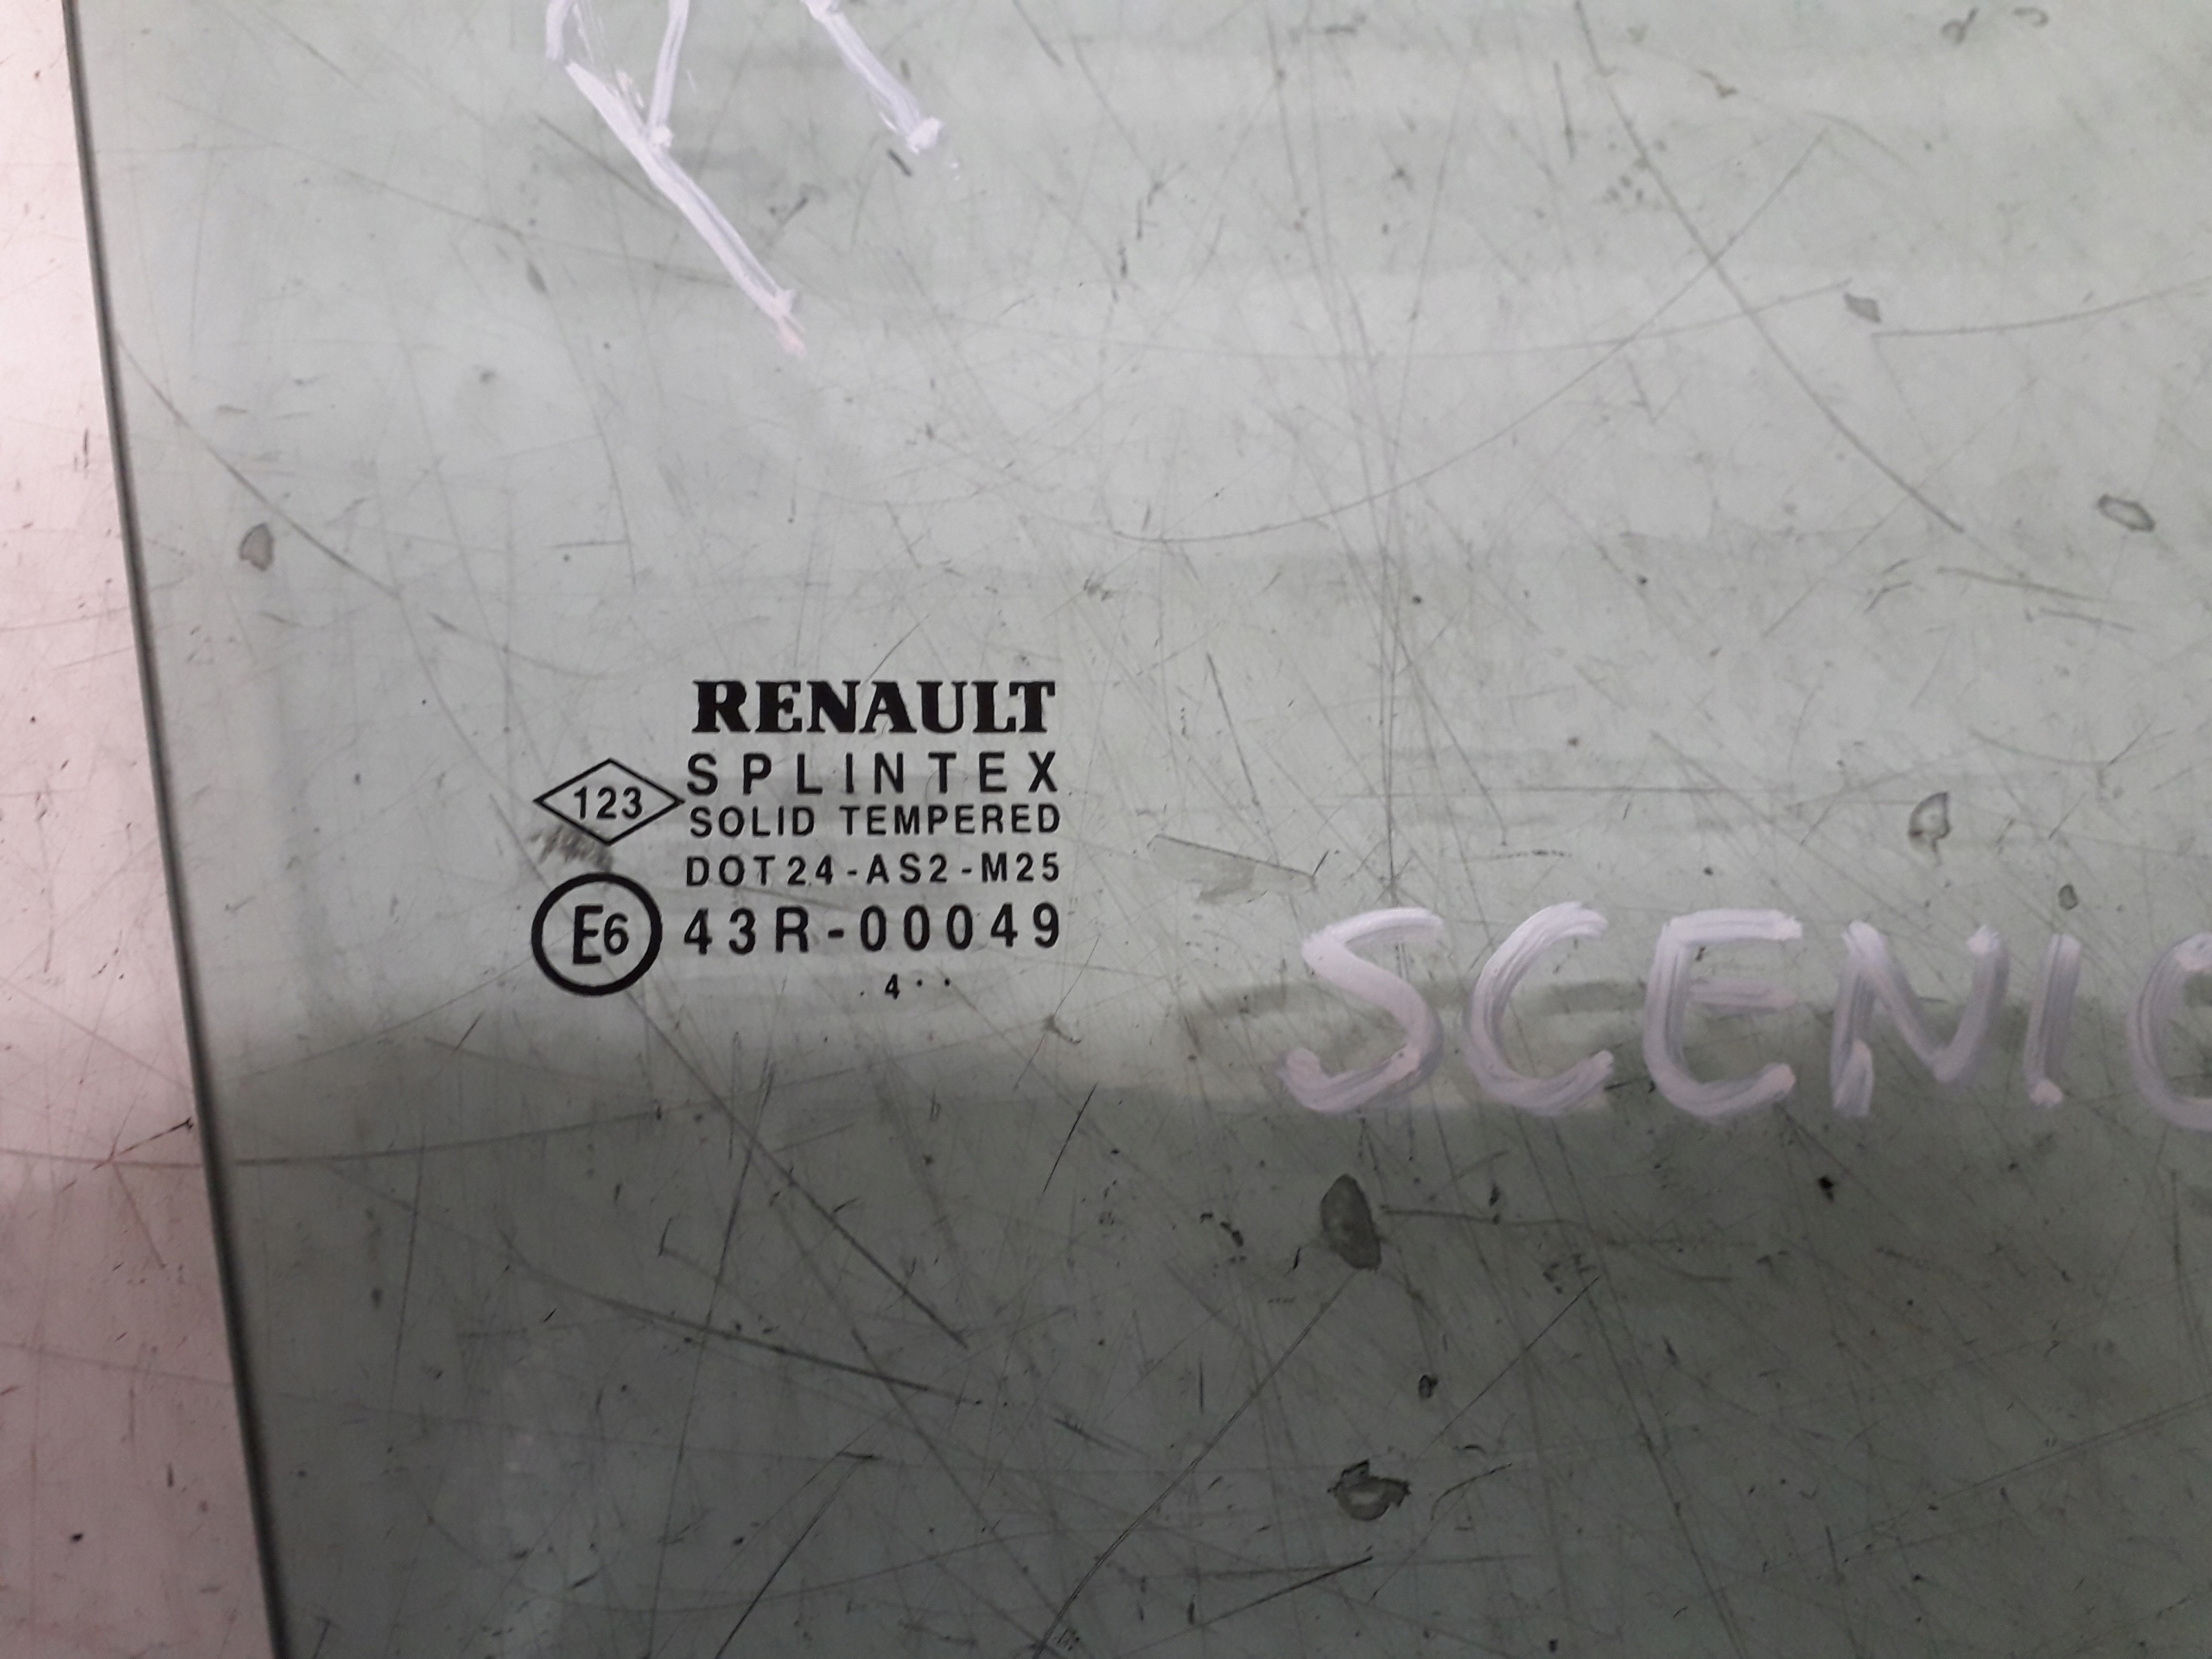 RENAULT
SPLINTEX
123
SOLID TEMPERED
DOT24-AS2-M25
E6 43R-00049
. 4 . .
SCENIC